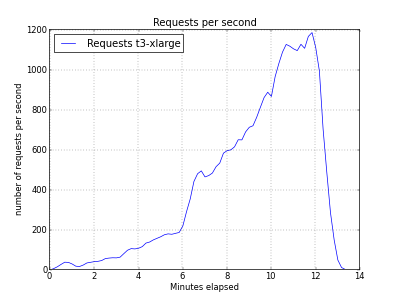 Requests per second
Requests t3-xlarge
number of requests per second
1200
1000
800
600
400
200
0
0 2 4 6 8 10 12 14
Minutes elapsed